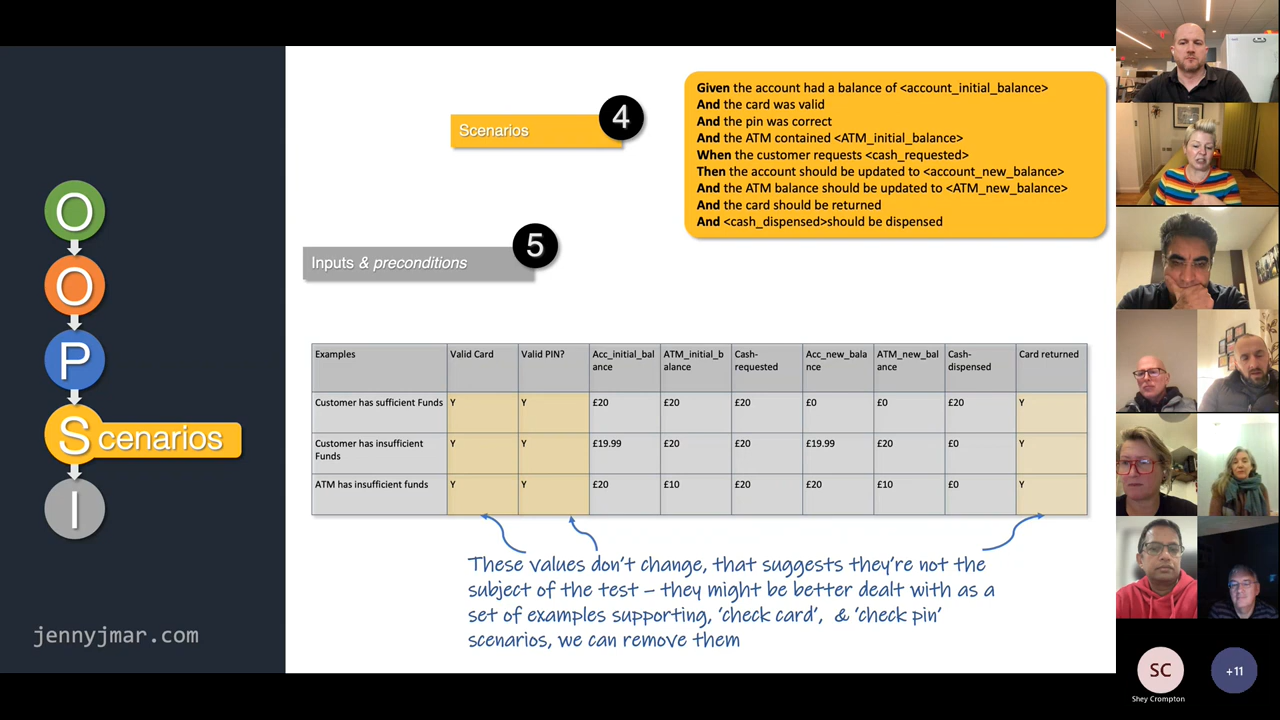 O
O
P
Scenarios
I
jennyjmar.com
Scenarios
4
Given the account had a balance of <account_initial_balance>
And the card was valid
And the pin was correct
And the ATM contained <ATM_initial_balance>
When the customer requests <cash_requested>
Then the account should be updated to <account_new_balance>
And the ATM balance should be updated to <ATM_new_balance>
And the card should be returned
And <cash_dispensed>should be dispensed
Inputs & preconditions
5
Examples Valid Card Valid PIN? Acc_initial_bal ATM_initial_b Cash- Acc_new_bala ATM_new_bal Cash- Card returned
ance alance requested nce ance dispensed
Customer has sufficient Funds Y Y £20 £20 £20 £0 £0 £20 Y
Customer has insufficient Y Y £19.99 £20 £20 £19.99 £20 £0 Y
Funds
ATM has insufficient funds Y Y £20 £10 £20 £20 £10 £0 Y
These values don't change, that suggests they're not the
subject of the test – they might be better dealt with as a
set of examples supporting, 'check card', & 'check pin'
scenarios, we can remove them
SC
Shey Crompton
+11